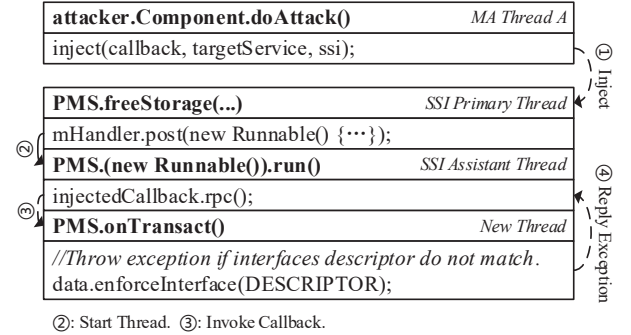 attacker.Component.doAttack() MA Thread A
inject(callback, targetService, ssi);
① Inject
PMS.freeStorage(...) SSI Primary Thread
mHandler.post(new Runnable() {⋯});
②
PMS.(new Runnable()).run() SSI Assistant Thread
injectedCallback.rpc();
③
PMS.onTransact() New Thread
//Throw exception if interfaces descriptor do not match.
data.enforceInterface(DESCRIPTOR);
④ Reply Exception
②: Start Thread. ③: Invoke Callback.